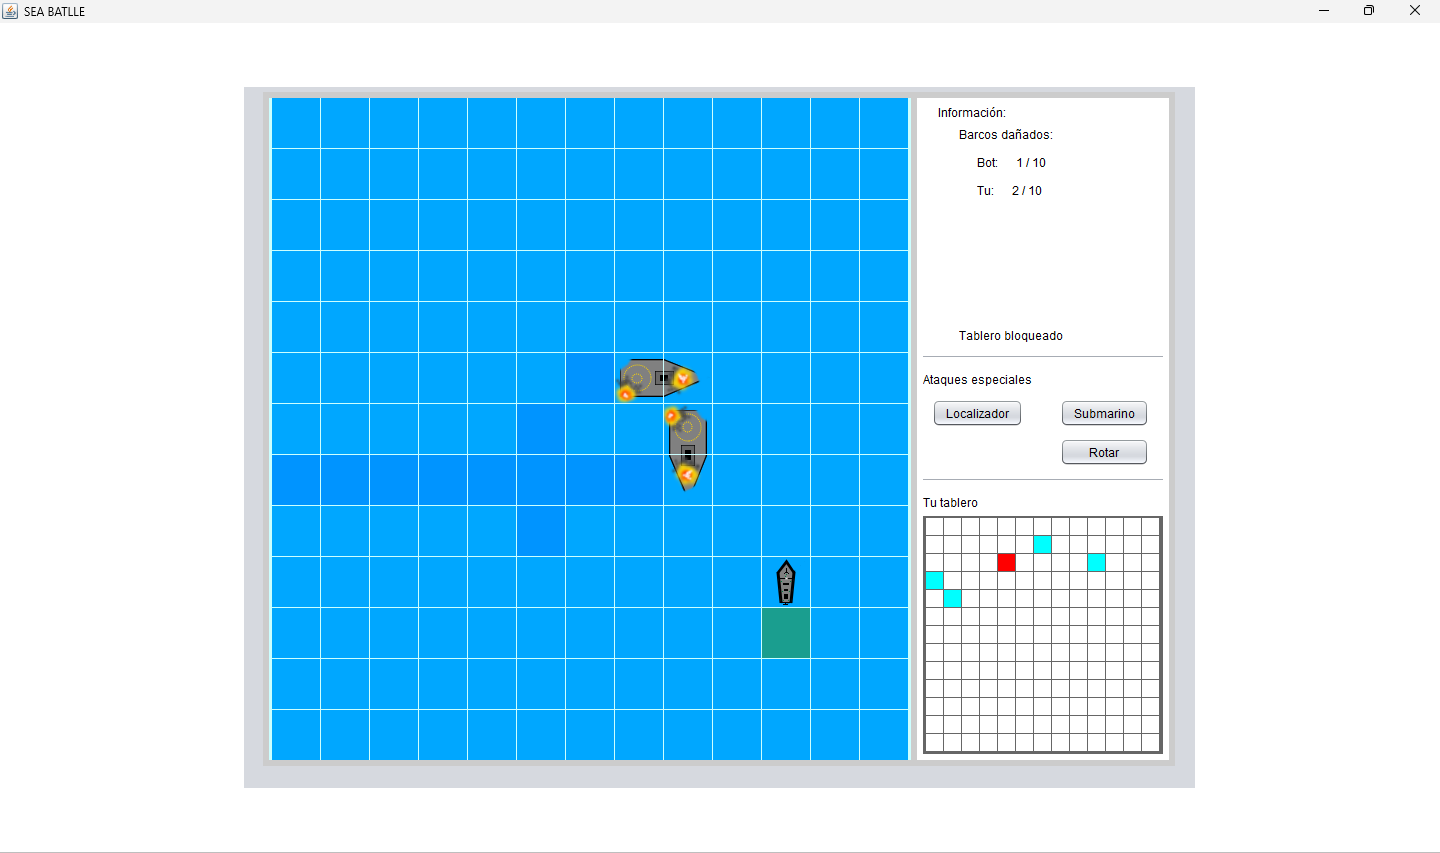 SEA BATLLE
Información:
Barcos dañados:
Bot: 1 / 10
Tu: 2 / 10
Tablero bloqueado
Ataques especiales
Localizador Submarino
Rotar
Tu tablero